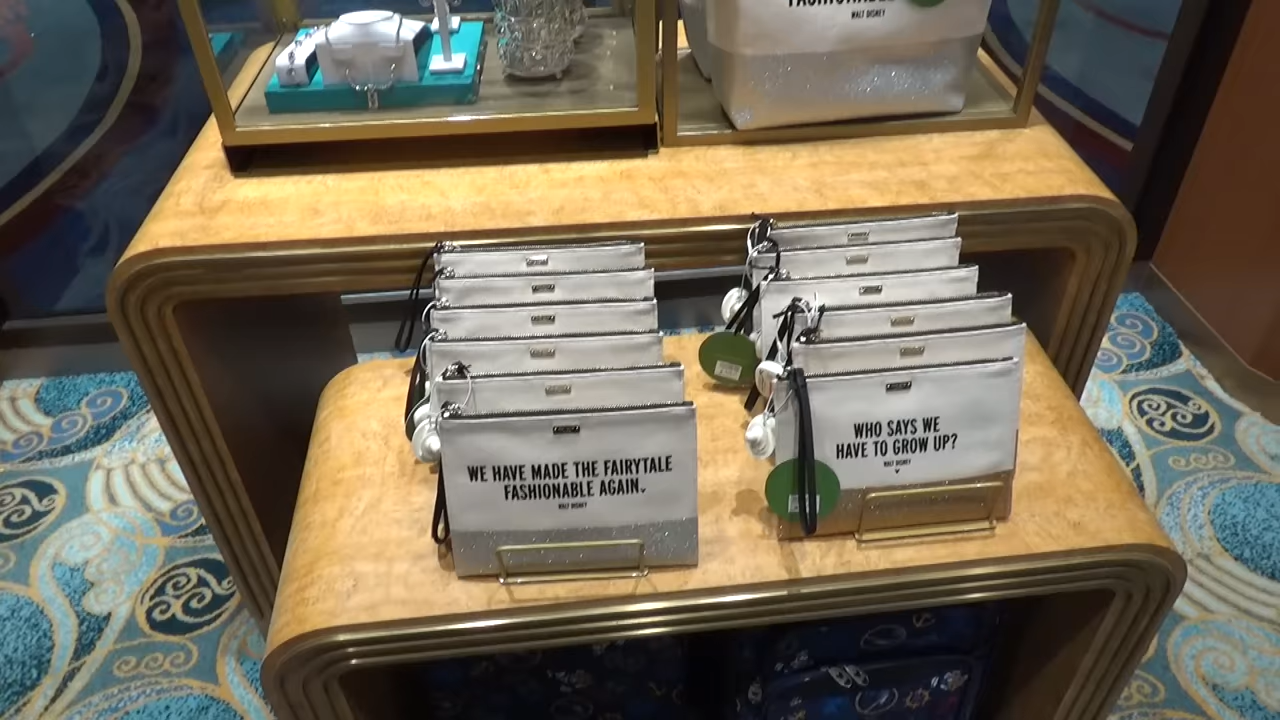 FASHIONABLE
WALT DISNEY
WE HAVE MADE THE FAIRYTALE
FASHIONABLE AGAIN.
WALT DISNEY
WHO SAYS WE
HAVE TO GROW UP?
WALT DISNEY